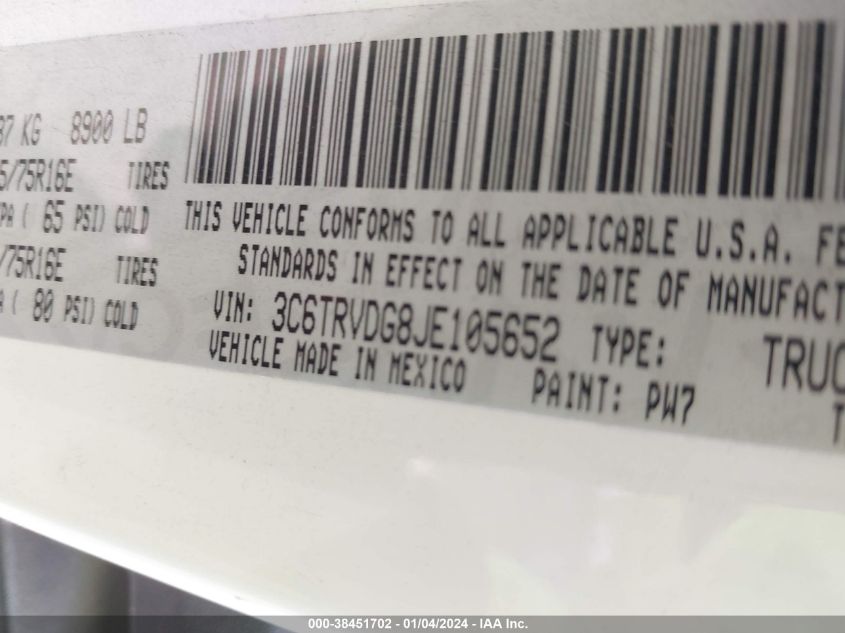 37 KG 8900 LB
5/75R16E TIRES
PA ( 65 PSI) COLD
/75R16E TIRES
A ( 80 PSI) COLD
THIS VEHICLE CONFORMS TO ALL APPLICABLE U.S.A. FE
STANDARDS IN EFFECT ON THE DATE OF MANUFACT
VIN: 3C6TRVDG8JE105652 TYPE: TRUC
VEHICLE MADE IN MEXICO PAINT: PW7 T
000-38451702 - 01/04/2024 - IAA Inc.